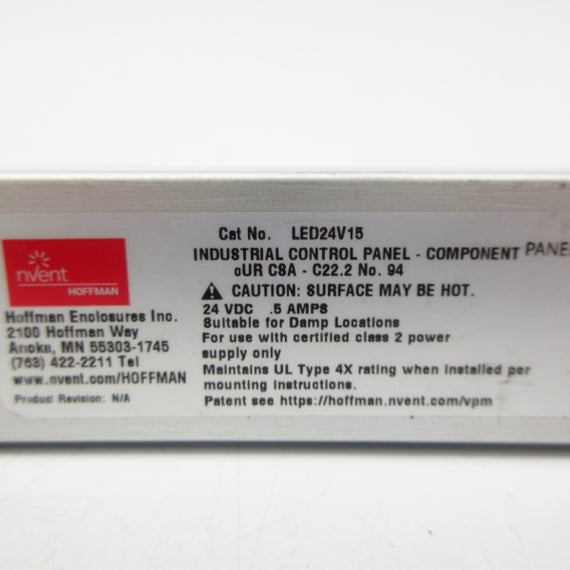 Cat No. LED24V15
INDUSTRIAL CONTROL PANEL - COMPONENT PANEL
cUR CSA - C22.2 No. 94
CAUTION: SURFACE MAY BE HOT.
24 VDC .5 AMPS
Suitable for Damp Locations
For use with certified class 2 power
supply only
Maintains UL Type 4X rating when installed per
mounting instructions.
Patent see https://hoffman.nvent.com/vpm
nVent
HOFFMAN
Hoffman Enclosures Inc.
2100 Hoffman Way
Anoka, MN 55303-1745
(763) 422-2211 Tel
www.nvent.com/HOFFMAN
Product Revision: N/A